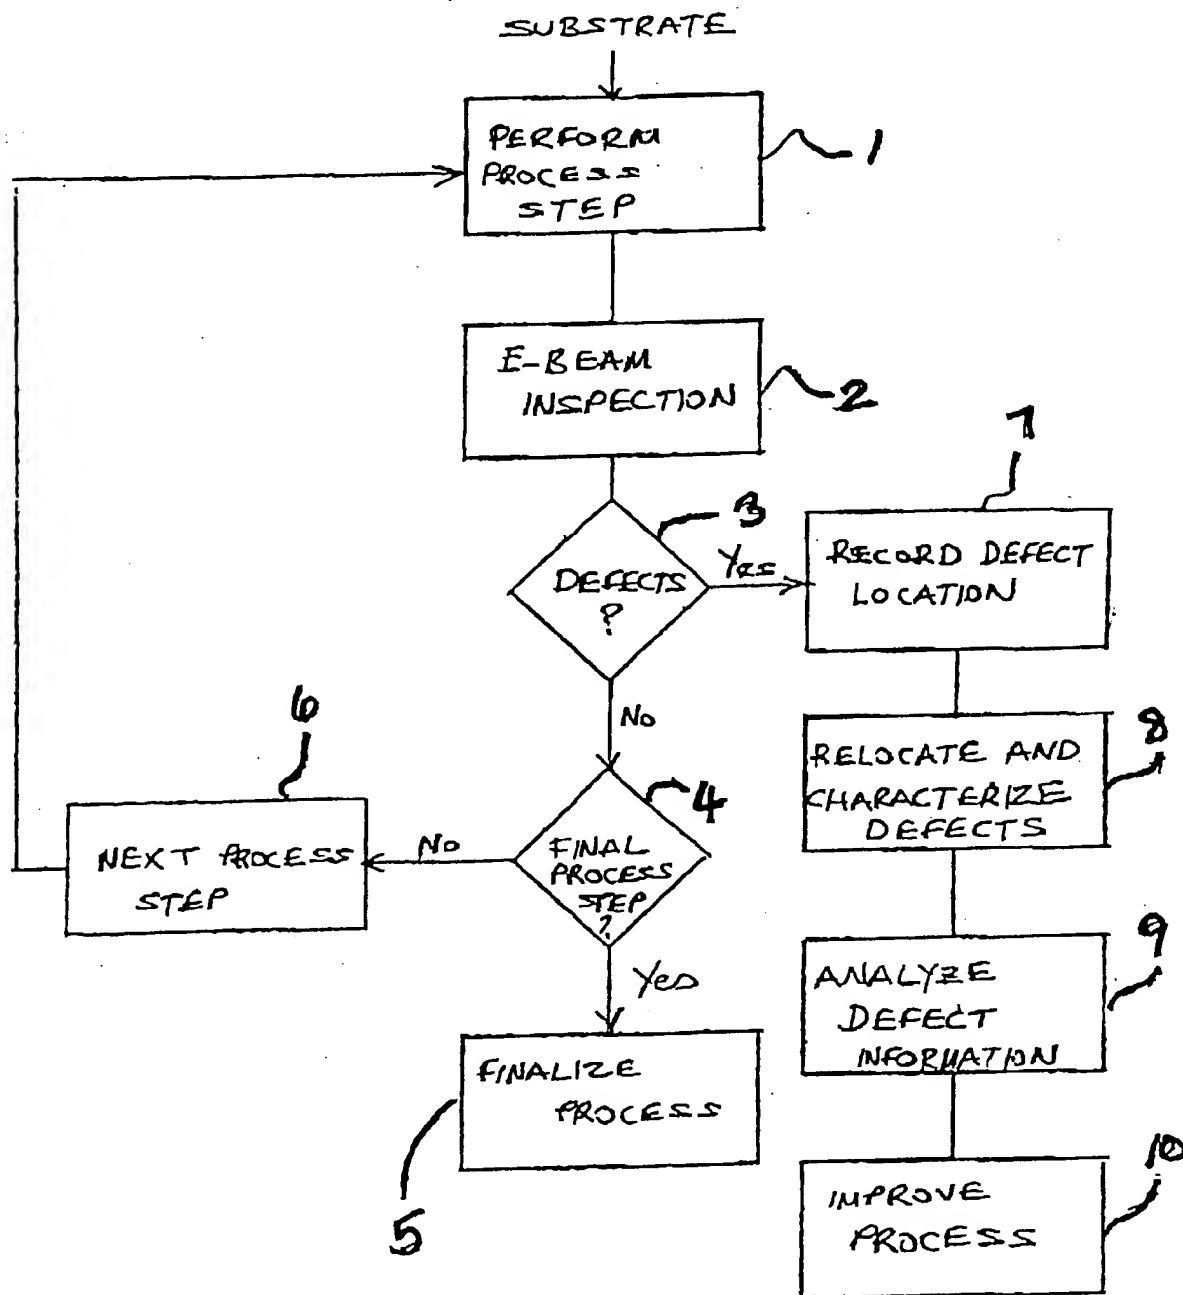 SUBSTRATE
PERFORM
PROCESS
STEP
1
E-BEAM
INSPECTION
2
3
DEFECTS
?
Yes
7
RECORD DEFECT
LOCATION
No
6
4
8
RELOCATE AND
CHARACTERIZE
DEFECTS
NEXT PROCESS
STEP
No
FINAL
PROCESS
STEP
?
Yes
9
ANALYZE
DEFECT
INFORMATION
FINALIZE
PROCESS
5
10
IMPROVE
PROCESS